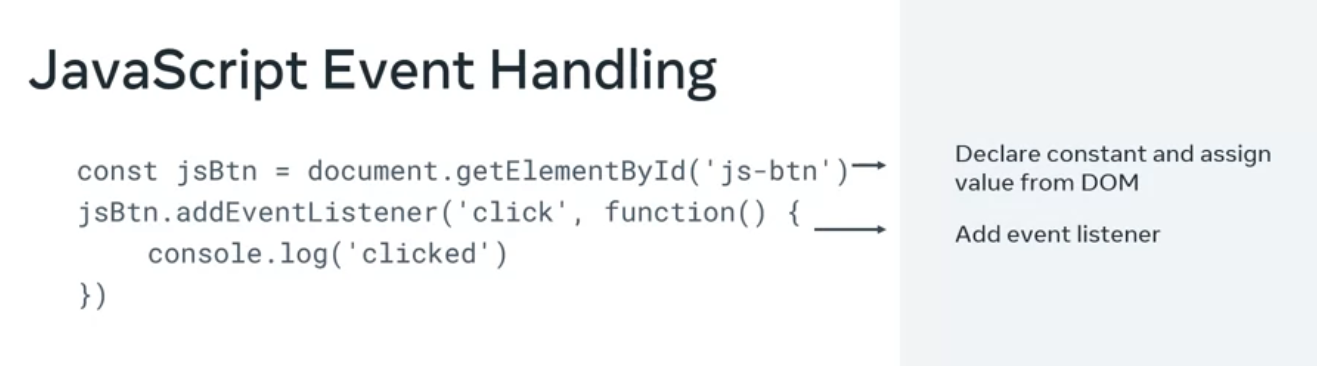 JavaScript Event Handling
const jsBtn = document.getElementById('js-btn')
jsBtn.addEventListener('click', function() {
console.log('clicked')
})
Declare constant and assign
value from DOM
Add event listener